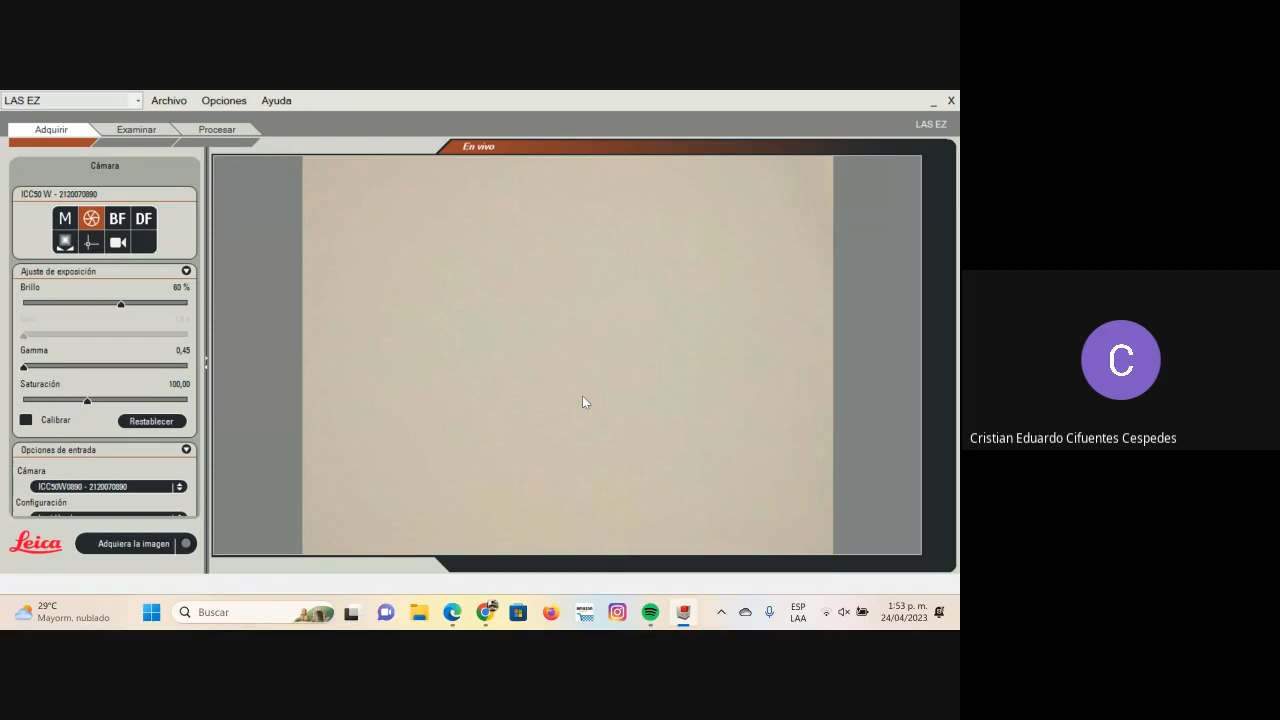 LAS EZ
Archivo
Opciones
Ayuda
_ X
Adquirir
Examinar
Procesar
LAS EZ
Cámara
En vivo
ICC50 W - 2120070890
M
BF
DF
Ajuste de exposición
Brillo 60 %
Gamma 0,45
Saturación 100,00
Calibrar
Restablecer
Opciones de entrada
Cámara
ICC50W0890 - 2120070890
Configuración
Leica
Adquiera la imagen
C
Cristian Eduardo Cifuentes Cespedes
29°C
Mayorm. nublado
Buscar
ESP
LAA
1:53 p. m.
24/04/2023